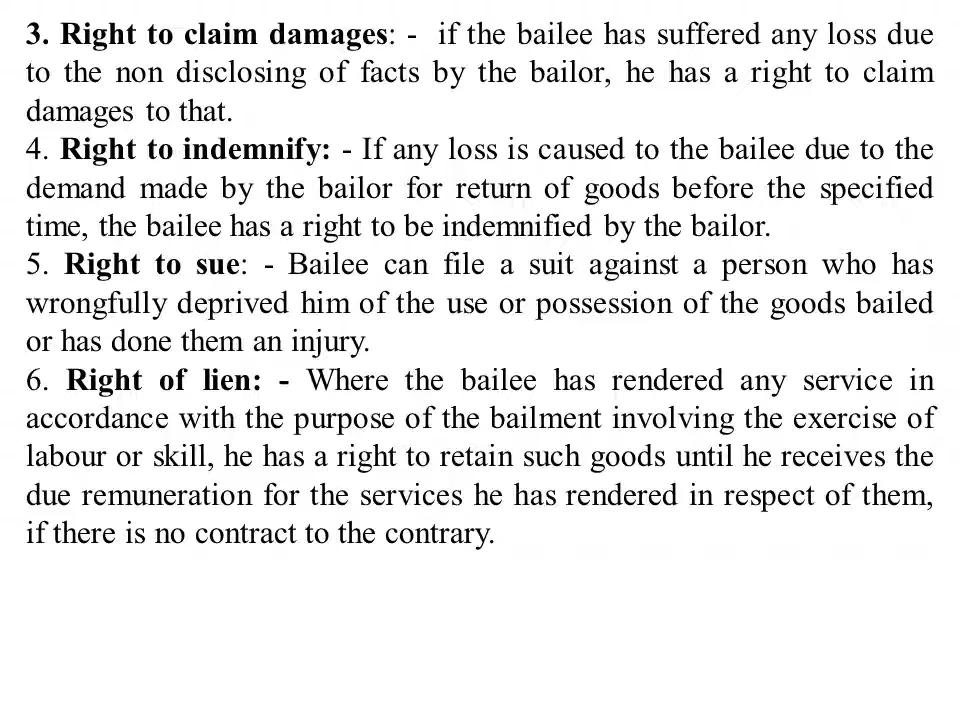 3. Right to claim damages: - if the bailee has suffered any loss due
to the non disclosing of facts by the bailor, he has a right to claim
damages to that.
4. Right to indemnify: - If any loss is caused to the bailee due to the
demand made by the bailor for return of goods before the specified
time, the bailee has a right to be indemnified by the bailor.
5. Right to sue: - Bailee can file a suit against a person who has
wrongfully deprived him of the use or possession of the goods bailed
or has done them an injury.
6. Right of lien: - Where the bailee has rendered any service in
accordance with the purpose of the bailment involving the exercise of
labour or skill, he has a right to retain such goods until he receives the
due remuneration for the services he has rendered in respect of them,
if there is no contract to the contrary.